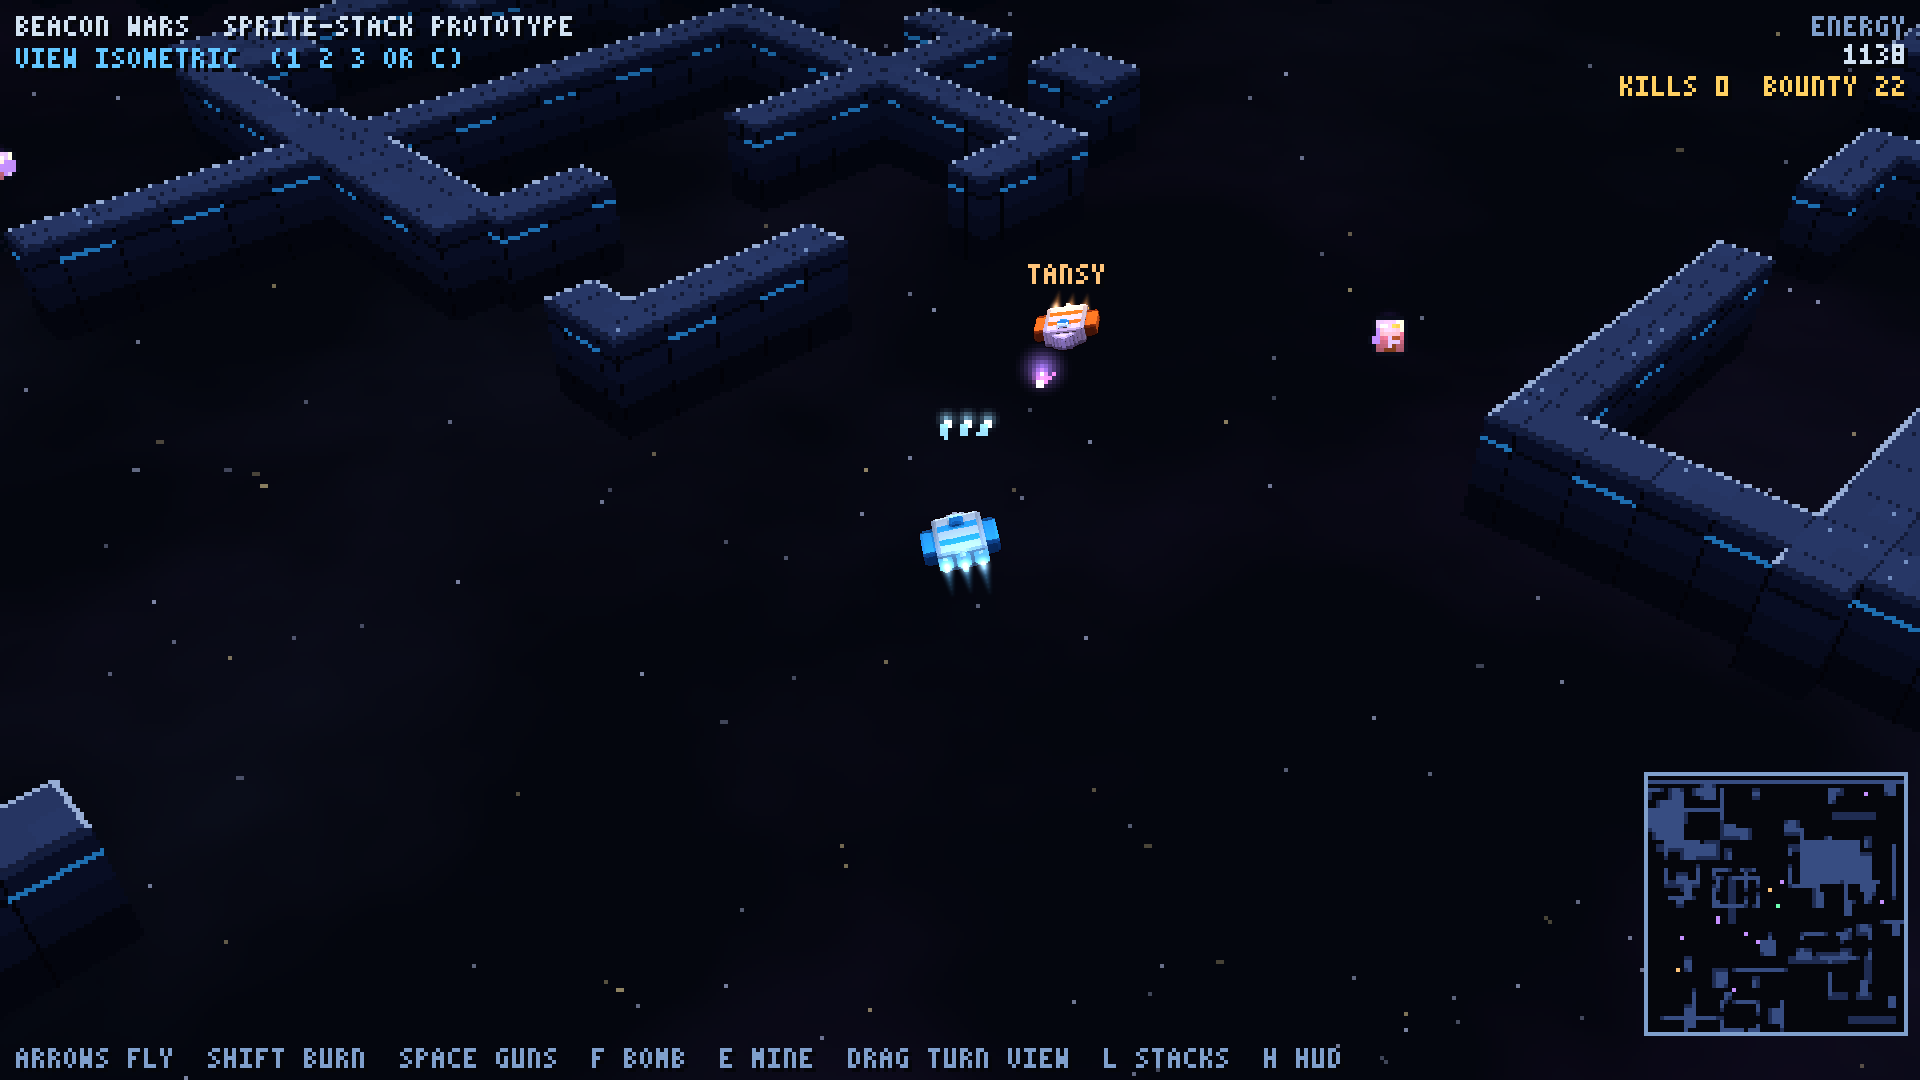 BEACON WARS SPRITE-STACK PROTOTYPE
VIEW ISOMETRIC (1 2 3 OR C)
ENERGY
1138
KILLS 0 BOUNTY 22
TANSY
F
ARROWS FLY SHIFT BURN SPACE GUNS F BOMB E MINE DRAG TURN VIEW L STACKS H HUD